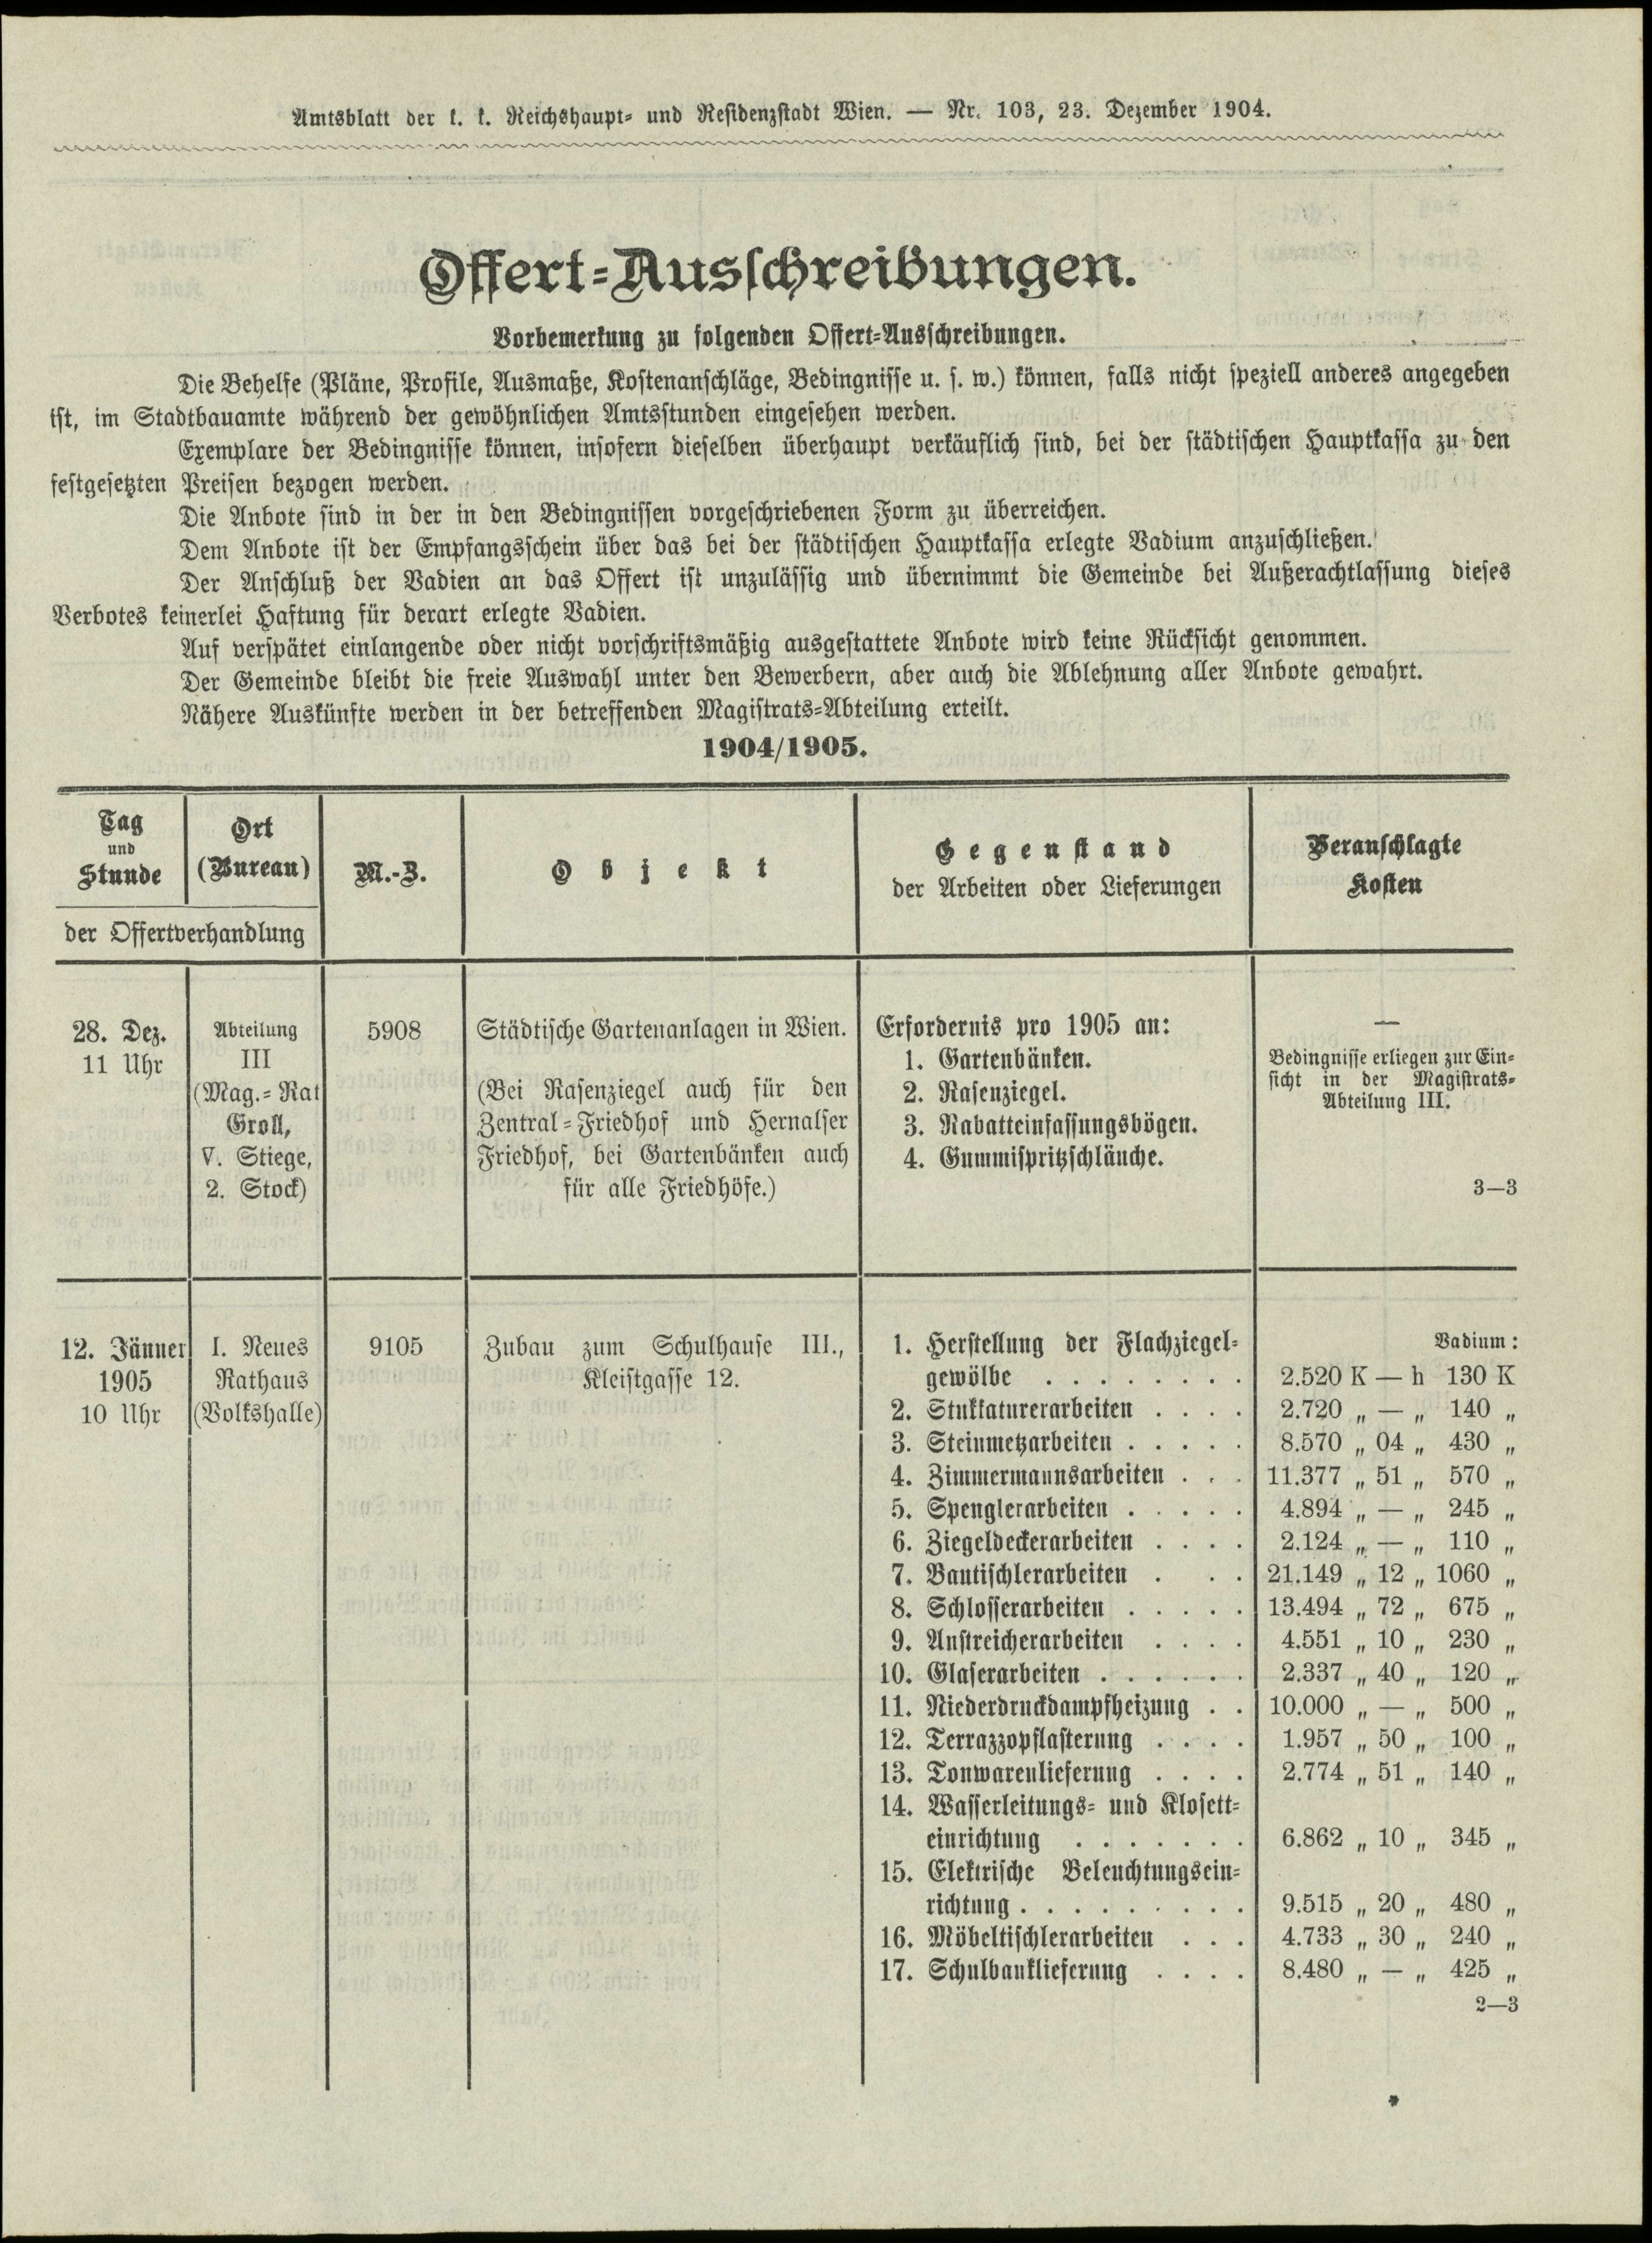 Amtsblatt der k. k. Reichshaupt- und Residenzstadt Wien. — Nr. 103, 23. Dezember 1904.
Offert-Ausschreibungen.
Vorbemerkung zu folgenden Offert-Ausschreibungen.
Die Behelfe (Pläne, Profile, Ausmaße, Kostenanschläge, Bedingnisse u. s. w.) können, falls nicht speziell anderes angegeben
ist, im Stadtbauamte während der gewöhnlichen Amtsstunden eingesehen werden.
Exemplare der Bedingnisse können, insofern dieselben überhaupt verkäuflich sind, bei der städtischen Hauptkassa zu den
festgesetzten Preisen bezogen werden.
Die Anbote sind in der in den Bedingnissen vorgeschriebenen Form zu überreichen.
Dem Anbote ist der Empfangsschein über das bei der städtischen Hauptkassa erlegte Vadium anzuschließen.
Der Anschluß der Vadien an das Offert ist unzulässig und übernimmt die Gemeinde bei Außerachtlassung dieses
Verbotes keinerlei Haftung für derart erlegte Vadien.
Auf verspätet einlangende oder nicht vorschriftsmäßig ausgestattete Anbote wird keine Rücksicht genommen.
Der Gemeinde bleibt die freie Auswahl unter den Bewerbern, aber auch die Ablehnung aller Anbote gewahrt.
Nähere Auskünfte werden in der betreffenden Magistrats-Abteilung erteilt.
1904/1905.
Tag
und
Stunde
Ort
(Bureau)
der Offertverhandlung
M.-Z.
Objekt
Gegenstand
der Arbeiten oder Lieferungen
Veranschlagte
Kosten
28. Dez.
11 Uhr
Abteilung
III
(Mag.-Rat
Groll,
V. Stiege,
2. Stock)
5908
Städtische Gartenanlagen in Wien.
(Bei Rasenziegel auch für den
Zentral-Friedhof und Hernalser
Friedhof, bei Gartenbänken auch
für alle Friedhöfe.)
Erfordernis pro 1905 an:
1. Gartenbänken.
2. Rasenziegel.
3. Rabatteinfassungsbögen.
4. Gummispritzschläuche.
—
Bedingnisse erliegen zur Ein-
sicht in der Magistrats-
Abteilung III.
3—3
12. Jänner
1905
10 Uhr
I. Neues
Rathaus
(Volkshalle)
9105
Zubau zum Schulhause III.,
Kleistgasse 12.
Vadium:
1. Herstellung der Flachziegel-
gewölbe . . . . . . . . 2.520 K — h 130 K
2. Stukkaturerarbeiten . . . . 2.720 „ — „ 140 „
3. Steinmetzarbeiten . . . . . 8.570 „ 04 „ 430 „
4. Zimmermannsarbeiten . . . 11.377 „ 51 „ 570 „
5. Spenglerarbeiten . . . . . 4.894 „ — „ 245 „
6. Ziegeldeckerarbeiten . . . . 2.124 „ — „ 110 „
7. Bautischlerarbeiten . . . 21.149 „ 12 „ 1060 „
8. Schlosserarbeiten . . . . . 13.494 „ 72 „ 675 „
9. Anstreicherarbeiten . . . . 4.551 „ 10 „ 230 „
10. Glaserarbeiten . . . . . . 2.337 „ 40 „ 120 „
11. Niederdruckdampfheizung . . 10.000 „ — „ 500 „
12. Terrazzopflasterung . . . . 1.957 „ 50 „ 100 „
13. Tonwarenlieferung . . . . 2.774 „ 51 „ 140 „
14. Wasserleitungs- und Klosett-
einrichtung . . . . . . . 6.862 „ 10 „ 345 „
15. Elektrische Beleuchtungsein-
richtung . . . . . . . . . 9.515 „ 20 „ 480 „
16. Möbeltischlerarbeiten . . . 4.733 „ 30 „ 240 „
17. Schulbanklieferung . . . . 8.480 „ — „ 425 „
2—3